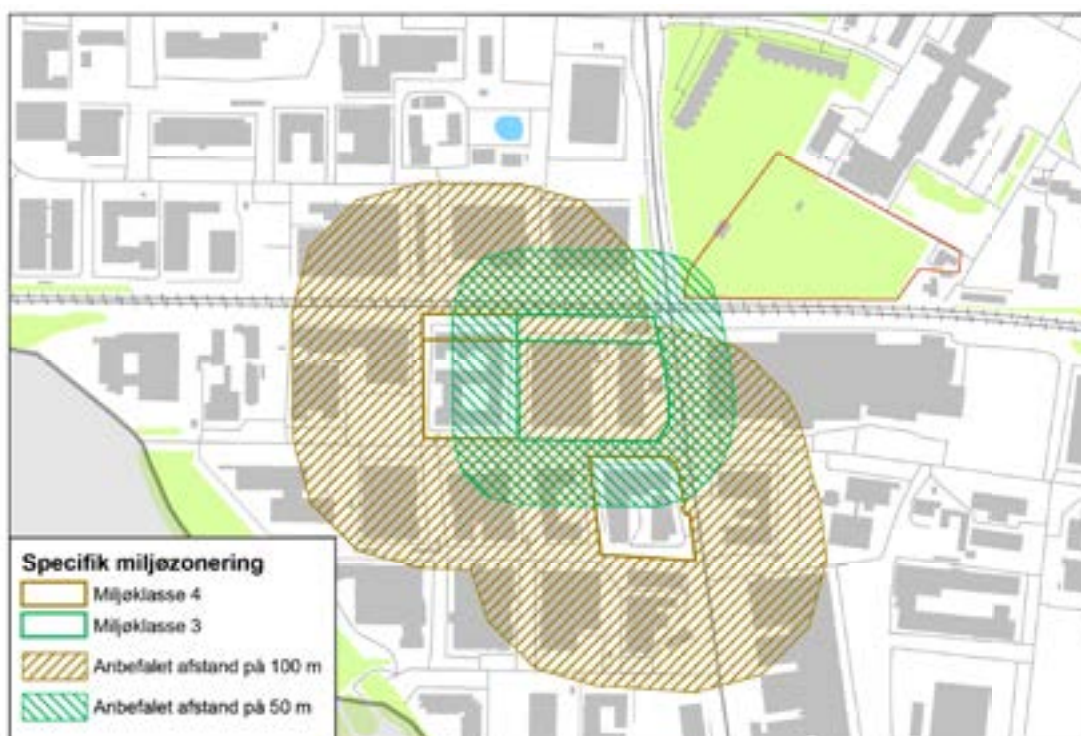 Specifik miljøzonering
Miljøklasse 4
Miljøklasse 3
Anbefalet afstand på 100 m
Anbefalet afstand på 50 m